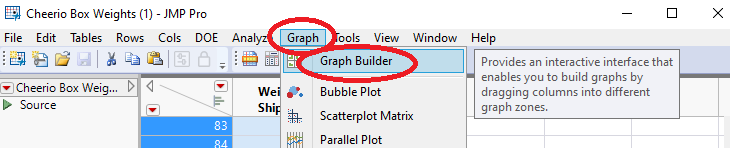 Cheerio Box Weights (1) - JMP Pro
File Edit Tables Rows Cols DOE Analyze Graph Tools View Window Help
Graph Builder
Provides an interactive interface that
enables you to build graphs by
dragging columns into different
graph zones.
Cheerio Box Weig...
Source
Wei
Ship
Bubble Plot
Scatterplot Matrix
Parallel Plot
83
84